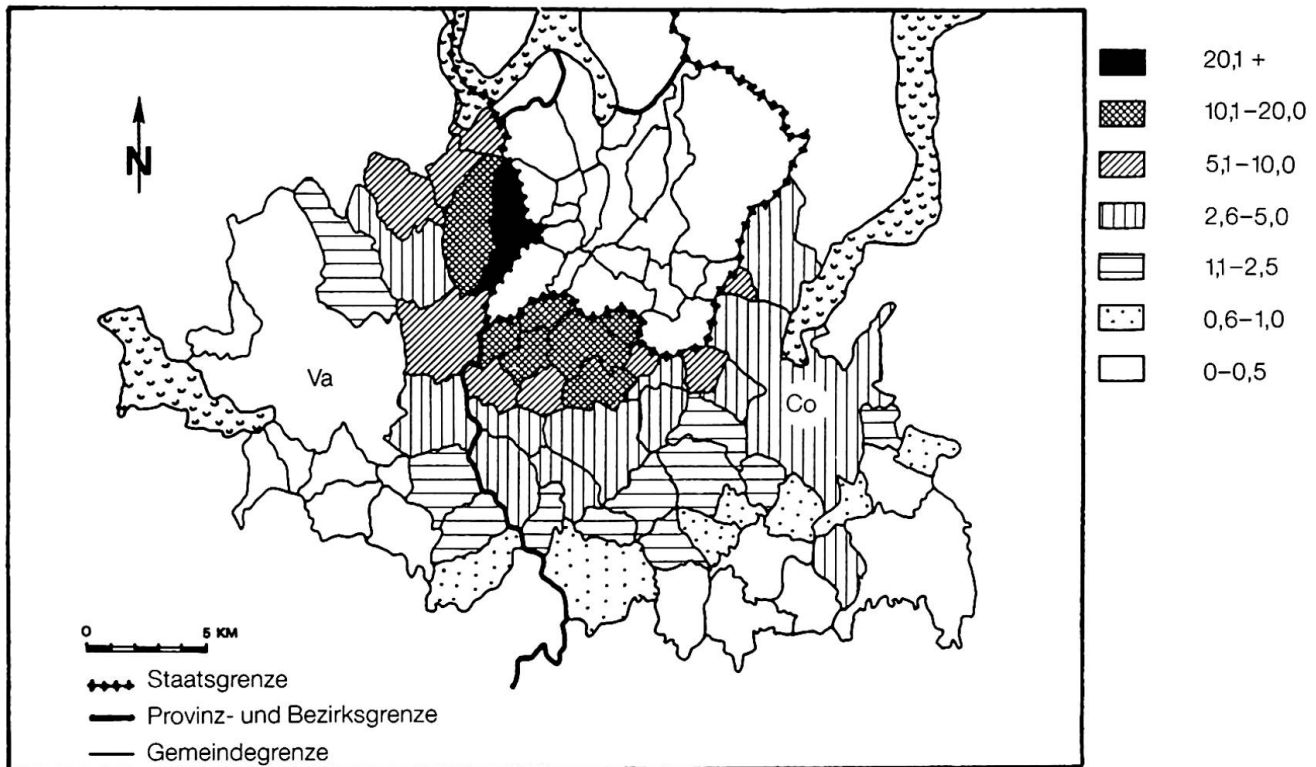 N
Va
Co
0 5 KM
Staatsgrenze
Provinz- und Bezirksgrenze
Gemeindegrenze
20,1 +
10,1–20,0
5,1–10,0
2,6–5,0
1,1–2,5
0,6–1,0
0–0,5